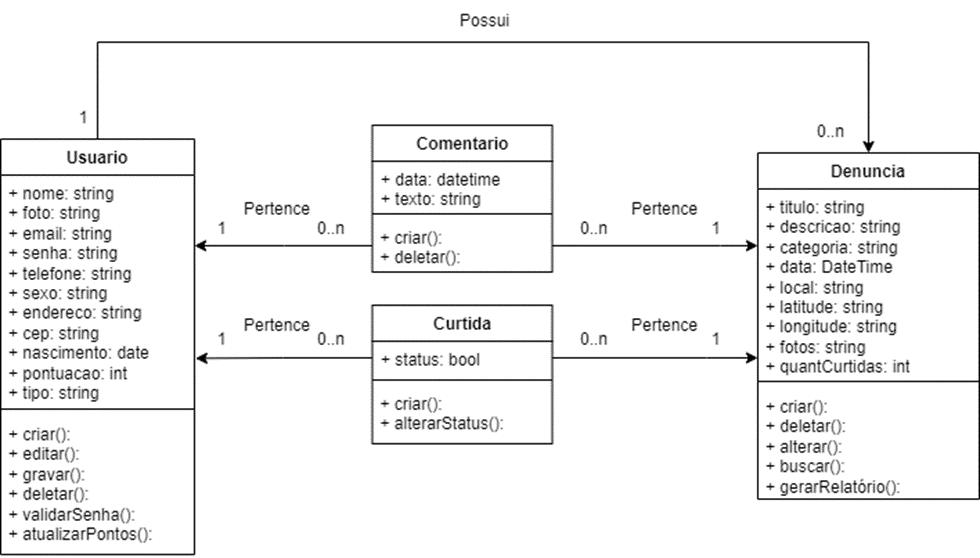 Possui
1
0..n
Usuario
+ nome: string
+ foto: string
+ email: string
+ senha: string
+ telefone: string
+ sexo: string
+ endereco: string
+ cep: string
+ nascimento: date
+ pontuacao: int
+ tipo: string
+ criar():
+ editar():
+ gravar():
+ deletar():
+ validarSenha():
+ atualizarPontos():
Pertence
1
0..n
Pertence
1
0..n
Comentario
+ data: datetime
+ texto: string
+ criar():
+ deletar():
Curtida
+ status: bool
+ criar():
+ alterarStatus():
Pertence
0..n
1
Pertence
0..n
1
Denuncia
+ titulo: string
+ descricao: string
+ categoria: string
+ data: DateTime
+ local: string
+ latitude: string
+ longitude: string
+ fotos: string
+ quantCurtidas: int
+ criar():
+ deletar():
+ alterar():
+ buscar():
+ gerarRelatório():